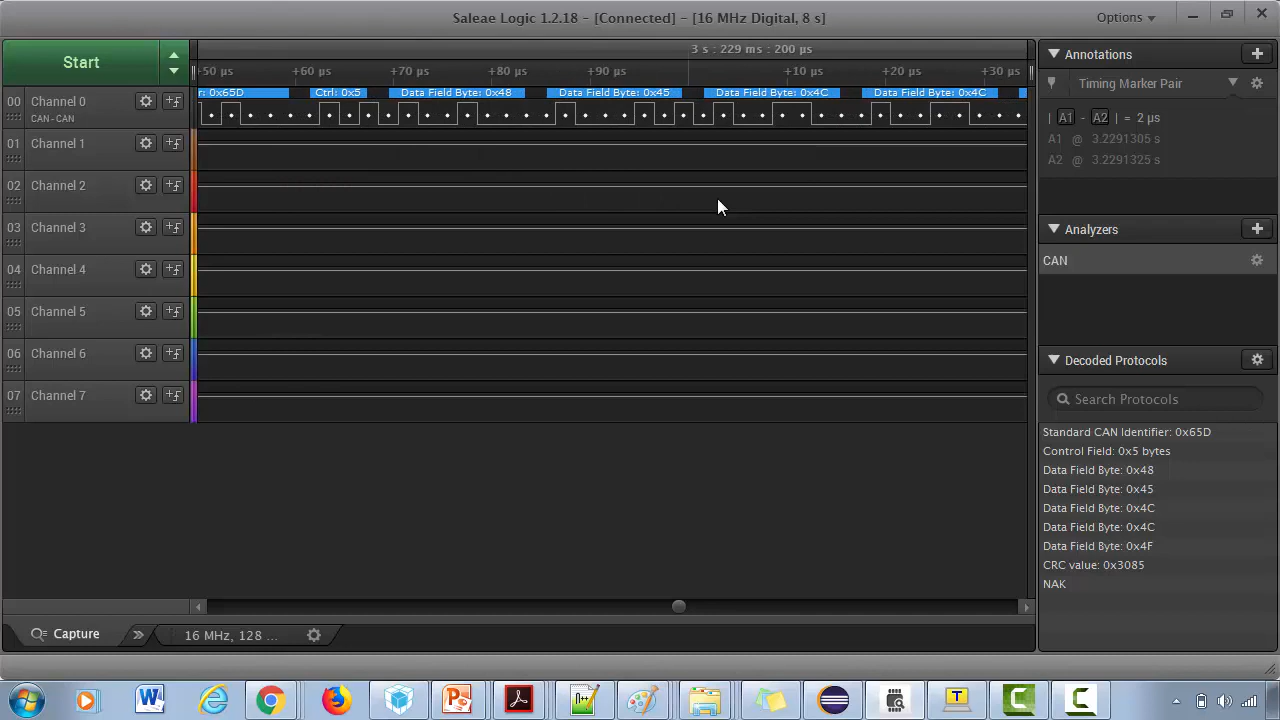 Saleae Logic 1.2.18 - [Connected] - [16 MHz Digital, 8 s]
Options
Start
3 s : 229 ms : 200 µs
+50 µs +60 µs +70 µs +80 µs +90 µs +10 µs +20 µs +30 µs
r: 0x65D Ctrl: 0x5 Data Field Byte: 0x48 Data Field Byte: 0x45 Data Field Byte: 0x4C Data Field Byte: 0x4C
00 Channel 0
CAN - CAN
01 Channel 1
02 Channel 2
03 Channel 3
04 Channel 4
05 Channel 5
06 Channel 6
07 Channel 7
Capture
16 MHz, 128 ...
Annotations
Timing Marker Pair
| A1 - A2 | = 2 µs
A1 @ 3.2291305 s
A2 @ 3.2291325 s
Analyzers
CAN
Decoded Protocols
Search Protocols
Standard CAN Identifier: 0x65D
Control Field: 0x5 bytes
Data Field Byte: 0x48
Data Field Byte: 0x45
Data Field Byte: 0x4C
Data Field Byte: 0x4C
Data Field Byte: 0x4F
CRC value: 0x3085
NAK